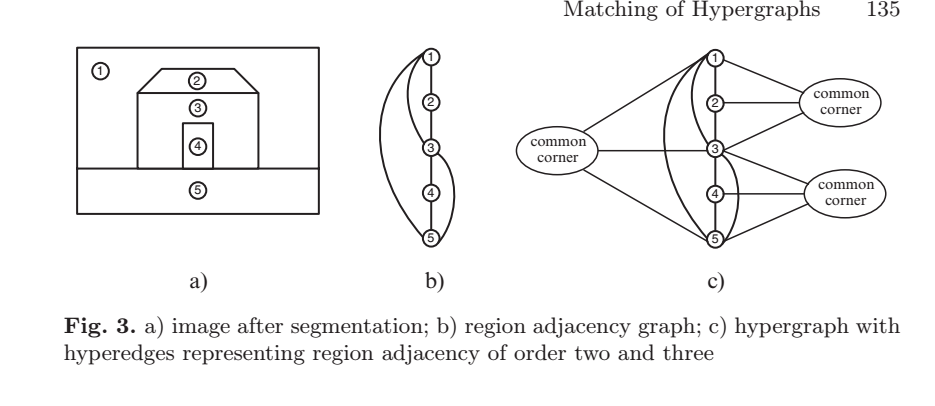 Matching of Hypergraphs 135
1
2
3
4
5
a)
1
2
3
4
5
b)
1
2
3
4
5
common
corner
common
corner
common
corner
c)
Fig. 3. a) image after segmentation; b) region adjacency graph; c) hypergraph with
hyperedges representing region adjacency of order two and three